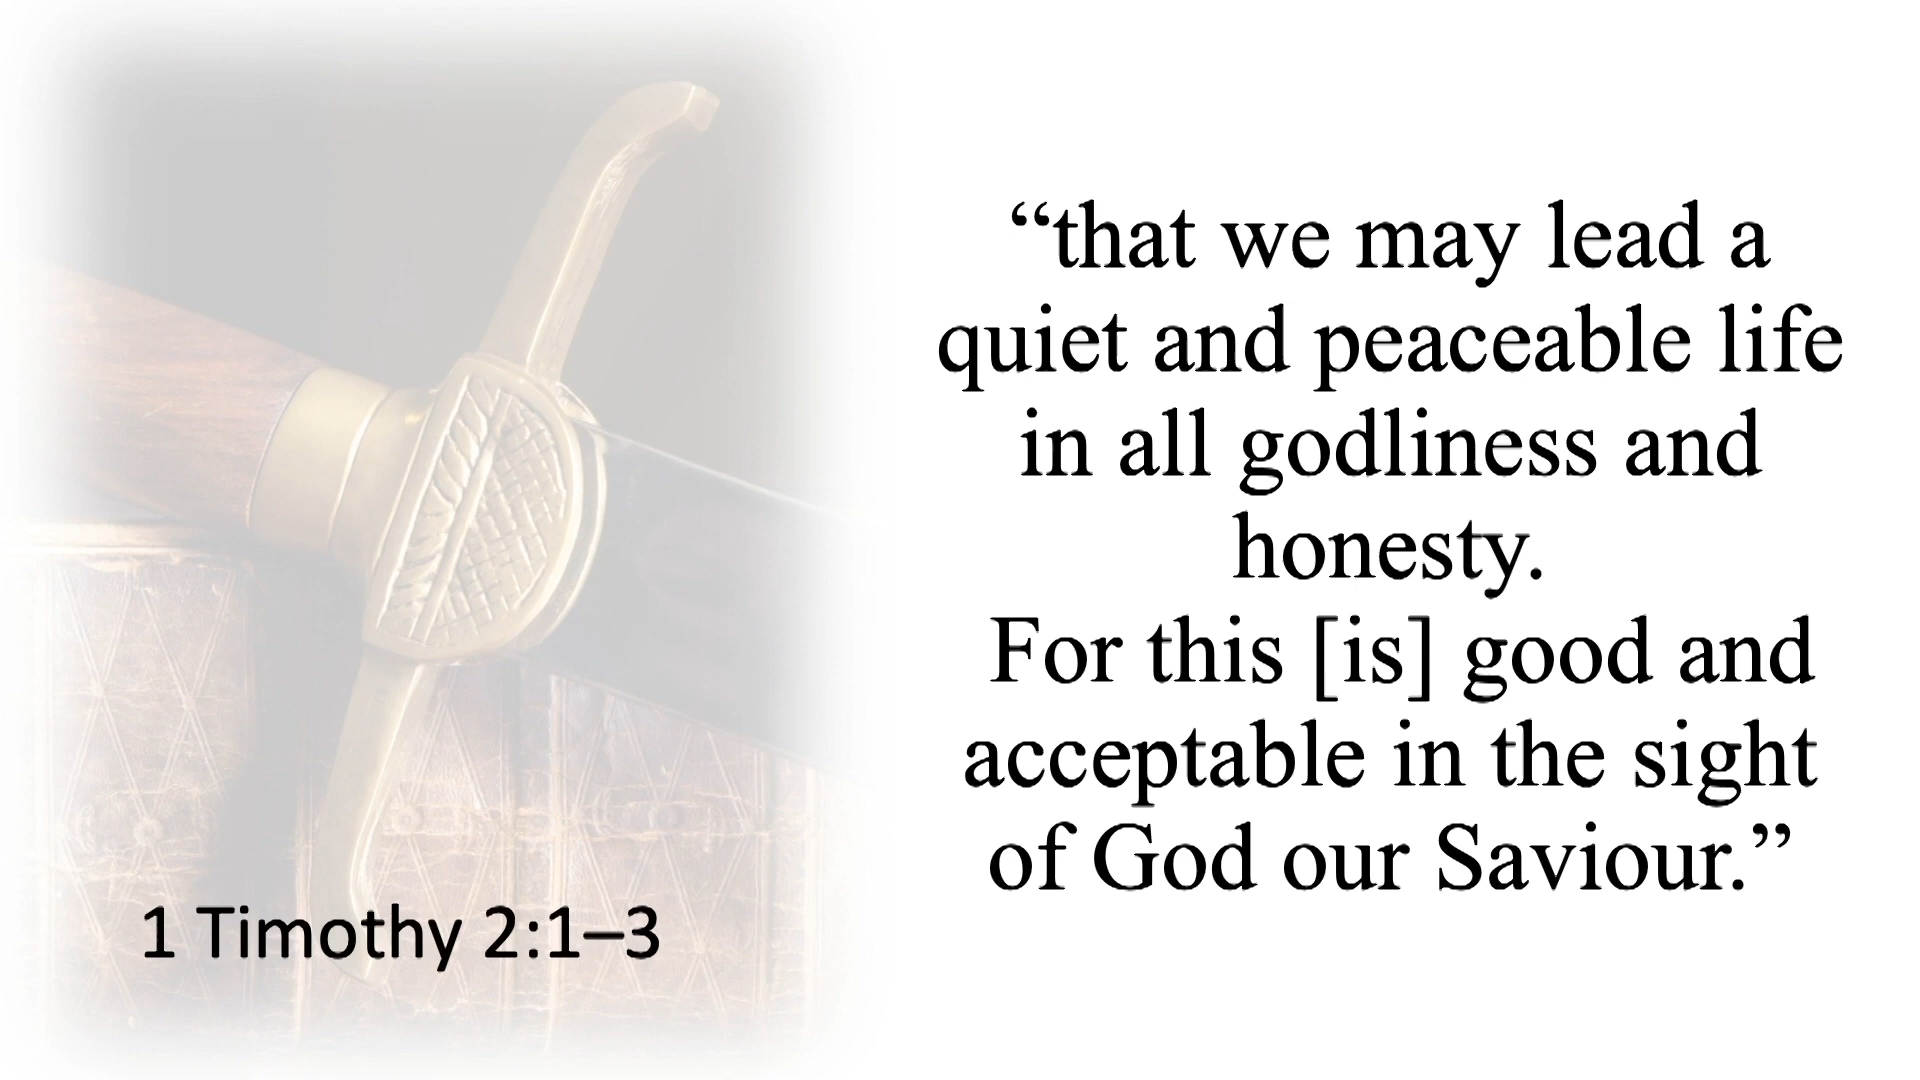 “that we may lead a
quiet and peaceable life
in all godliness and
honesty.
For this [is] good and
acceptable in the sight
of God our Saviour.”
1 Timothy 2:1–3